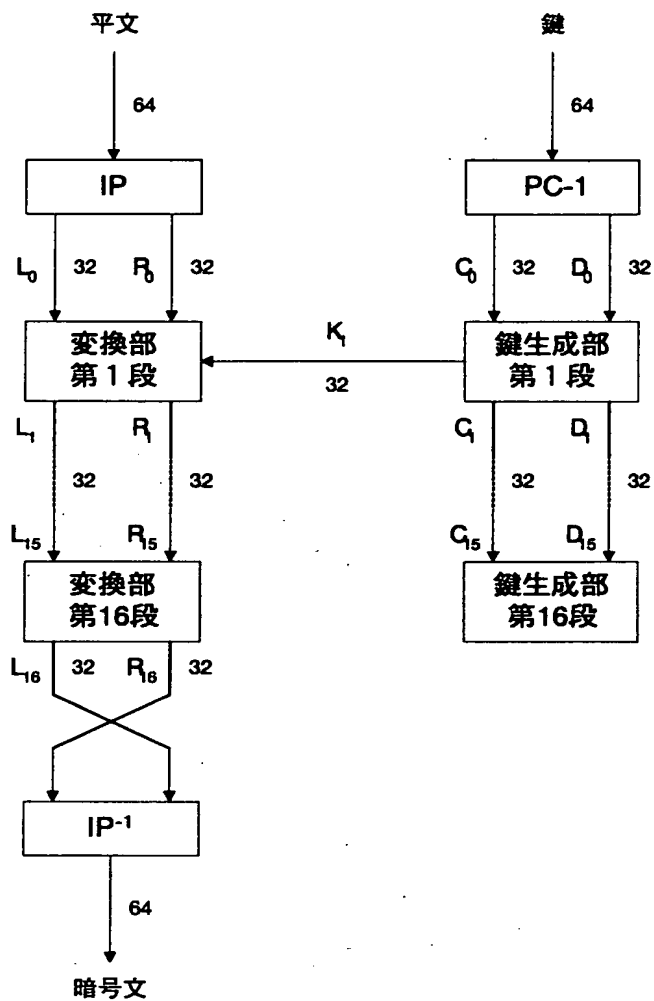 平文
鍵
64
64
IP
PC-1
L₀ 32 R₀ 32
C₀ 32 D₀ 32
変換部
第1段
K₁
32
鍵生成部
第1段
L₁ R₁
C₁ D₁
32 32
32 32
L₁₅ R₁₅
C₁₅ D₁₅
変換部
第16段
鍵生成部
第16段
L₁₆ 32 R₁₆ 32
IP⁻¹
64
暗号文